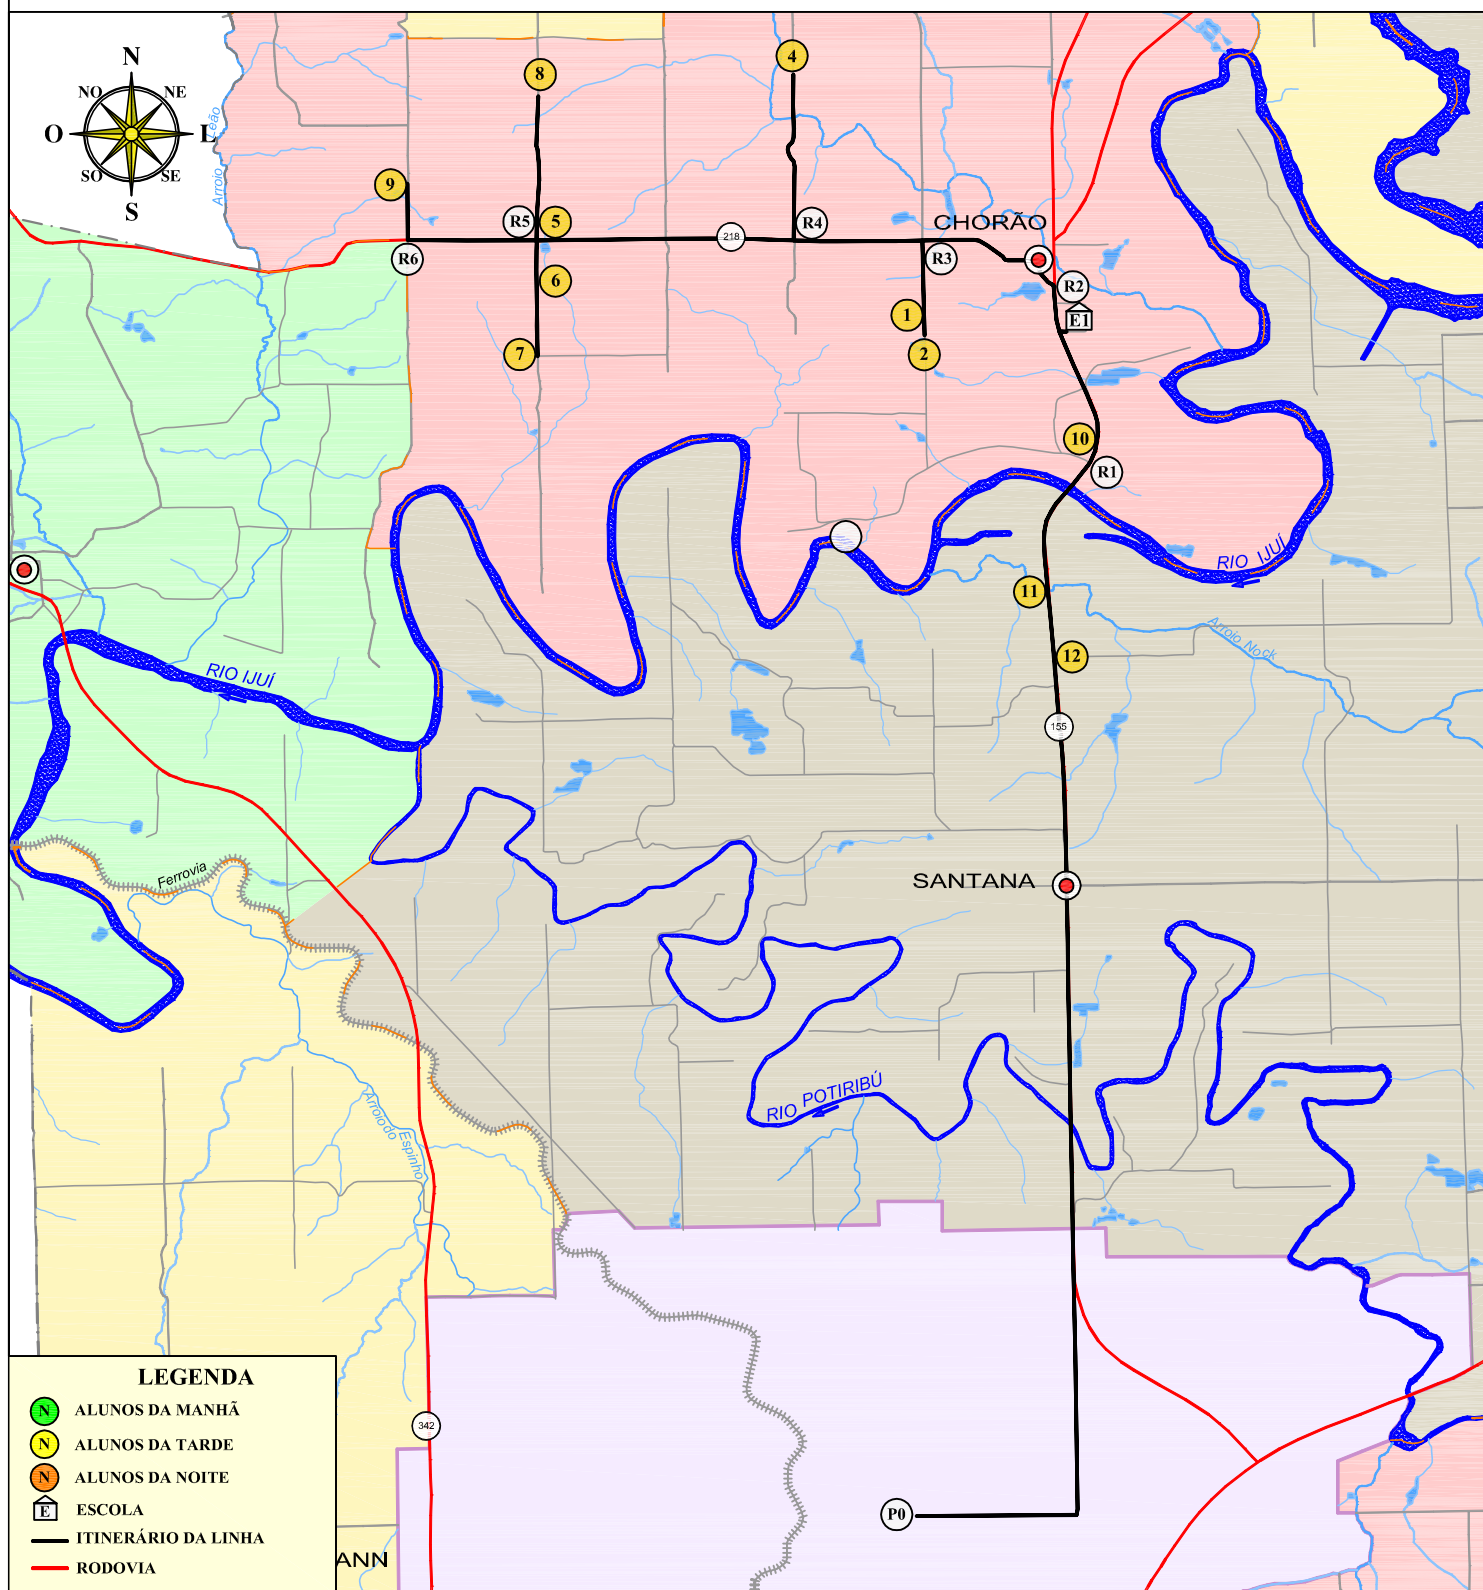 N
NO
NE
O
L
SO
SE
S
Arroio Leão
4
8
9
R5
5
R4
CHORÃO
218
R6
R3
R2
6
E1
1
7
2
10
R1
RIO IJUÍ
11
Arroio Nock
12
RIO IJUÍ
155
Ferrovia
SANTANA
RIO POTIRIBÚ
Arroio do Espinho
342
P0
ANN
LEGENDA
N ALUNOS DA MANHÃ
N ALUNOS DA TARDE
N ALUNOS DA NOITE
E ESCOLA
ITINERÁRIO DA LINHA
RODOVIA